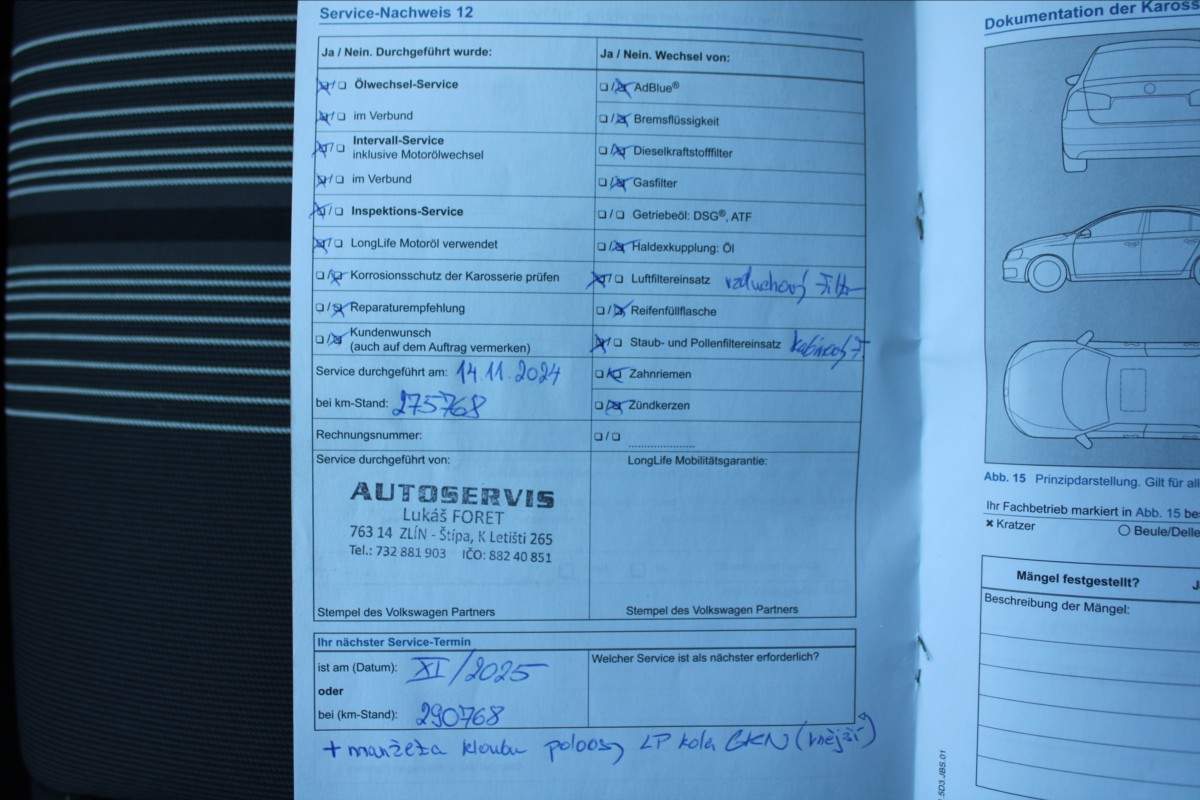 Service-Nachweis 12
Ja / Nein. Durchgeführt wurde:
Ölwechsel-Service
im Verbund
Intervall-Service
inklusive Motorölwechsel
im Verbund
Inspektions-Service
LongLife Motoröl verwendet
Korrosionsschutz der Karosserie prüfen
Reparaturempfehlung
Kundenwunsch
(auch auf dem Auftrag vermerken)
Service durchgeführt am: 14.11.2024
bei km-Stand: 275768
Rechnungsnummer:
Service durchgeführt von:
AUTOSERVIS
Lukáš FORET
763 14 ZLÍN - Štípa, K Letišti 265
Tel.: 732 881 903 IČO: 882 40 851
Stempel des Volkswagen Partners
Ja / Nein. Wechsel von:
AdBlue®
Bremsflüssigkeit
Dieselkraftstofffilter
Gasfilter
Getriebeöl: DSG®, ATF
Haldexkupplung: Öl
Luftfiltereinsatz vzduchový filtr
Reifenfüllflasche
Staub- und Pollenfiltereinsatz kabinový F
Zahnriemen
Zündkerzen
LongLife Mobilitätsgarantie:
Stempel des Volkswagen Partners
Ihr nächster Service-Termin
ist am (Datum): XI/2025
oder
bei (km-Stand): 290768
Welcher Service ist als nächster erforderlich?
+ manžeta kloubu poloosy LP kola GKN (vnější)
Dokumentation der Kaross
Abb. 15 Prinzipdarstellung. Gilt für all
Ihr Fachbetrieb markiert in Abb. 15 bes
× Kratzer
Beule/Delle
Mängel festgestellt?
Beschreibung der Mängel:
.5D3.JBS.01